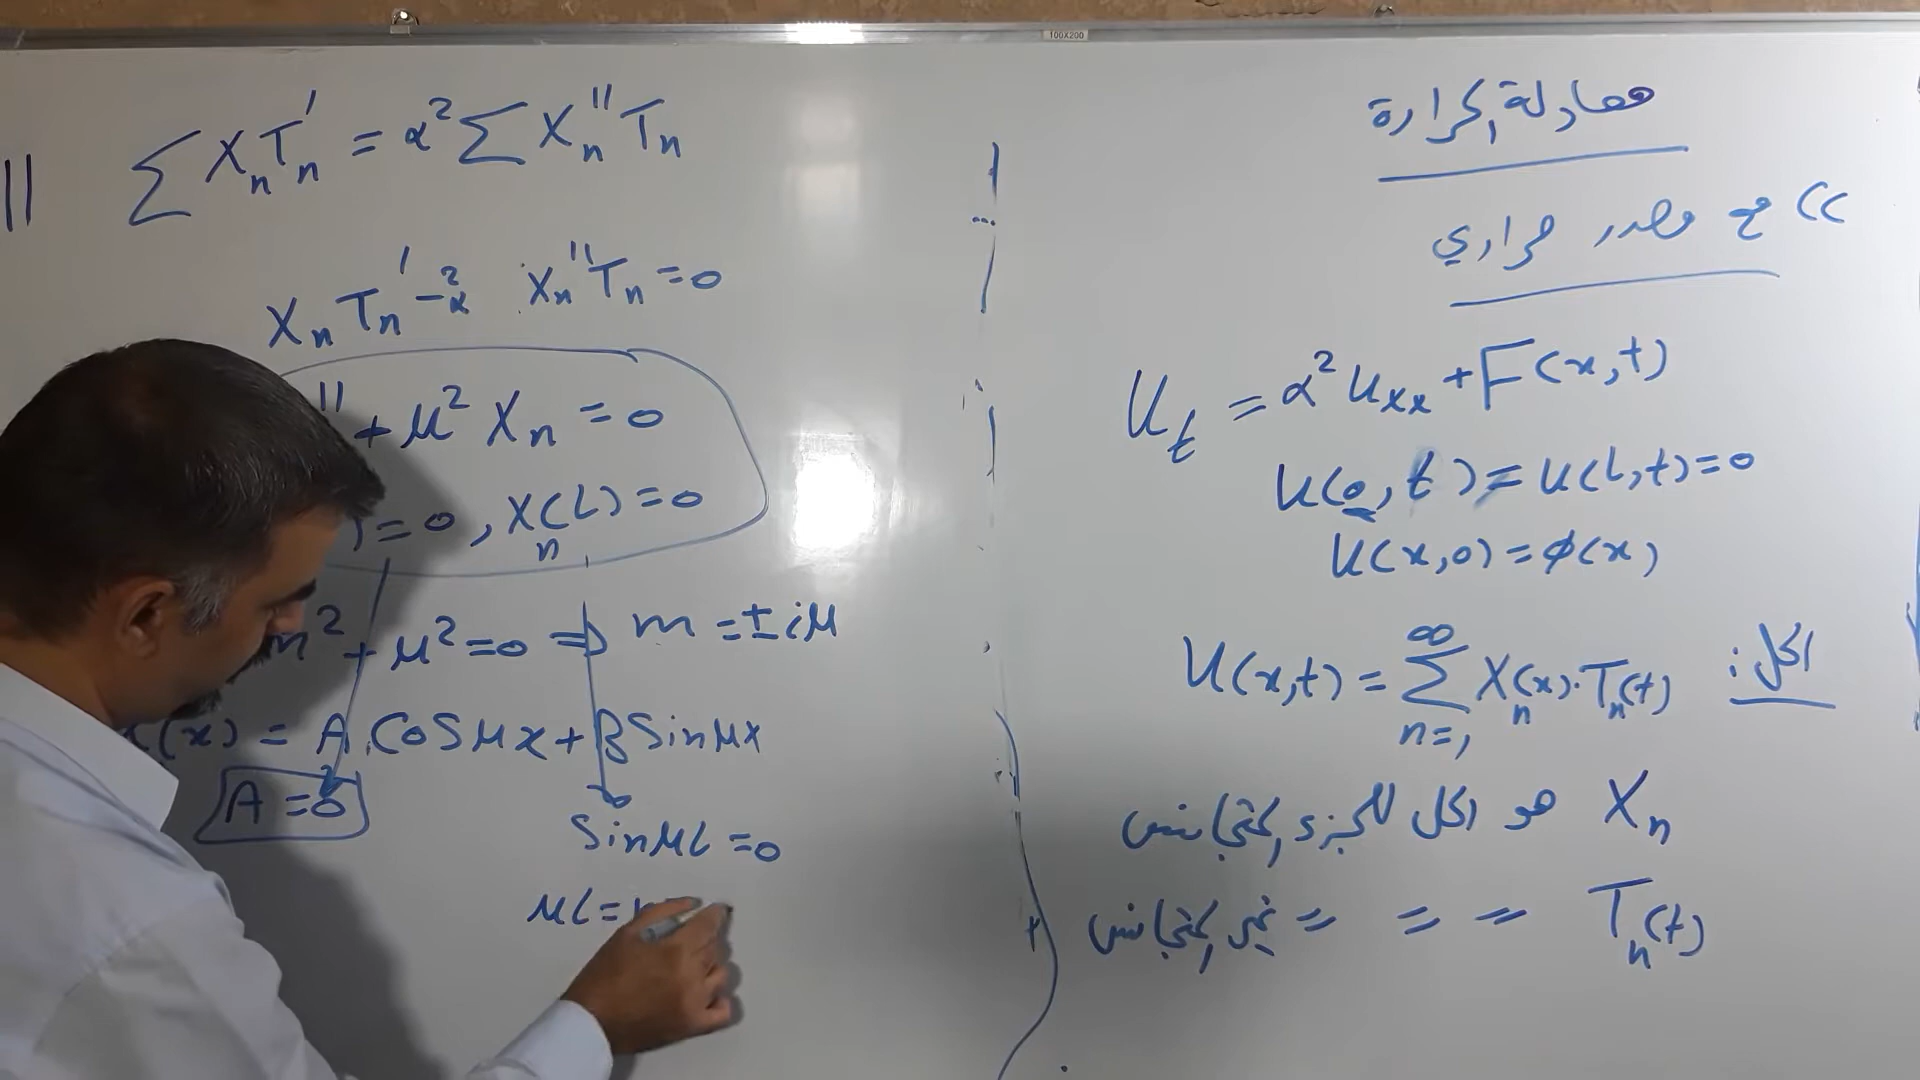 معادلة الحرارة
>> مع مصدر حراري
U_t = α² u_xx + F(x,t)
u(0,t) = u(L,t) = 0
u(x,0) = φ(x)
الحل:
U(x,t) = ∑_{n=1}^{∞} X_n(x)·T_n(t)
X_n هو الحل للجزء المتجانس
T_n(t) = = = غير المتجانس
100X200
||
∑ X_n T_n' = α² ∑ X_n'' T_n
X_n T_n' - α² X_n'' T_n = 0
'' + μ² X_n = 0
) = 0 , X_n(L) = 0
m² + μ² = 0 ⇒ m = ± iμ
(x) = A cos μx + B sin μx
A = 0
sin μL = 0
μL =